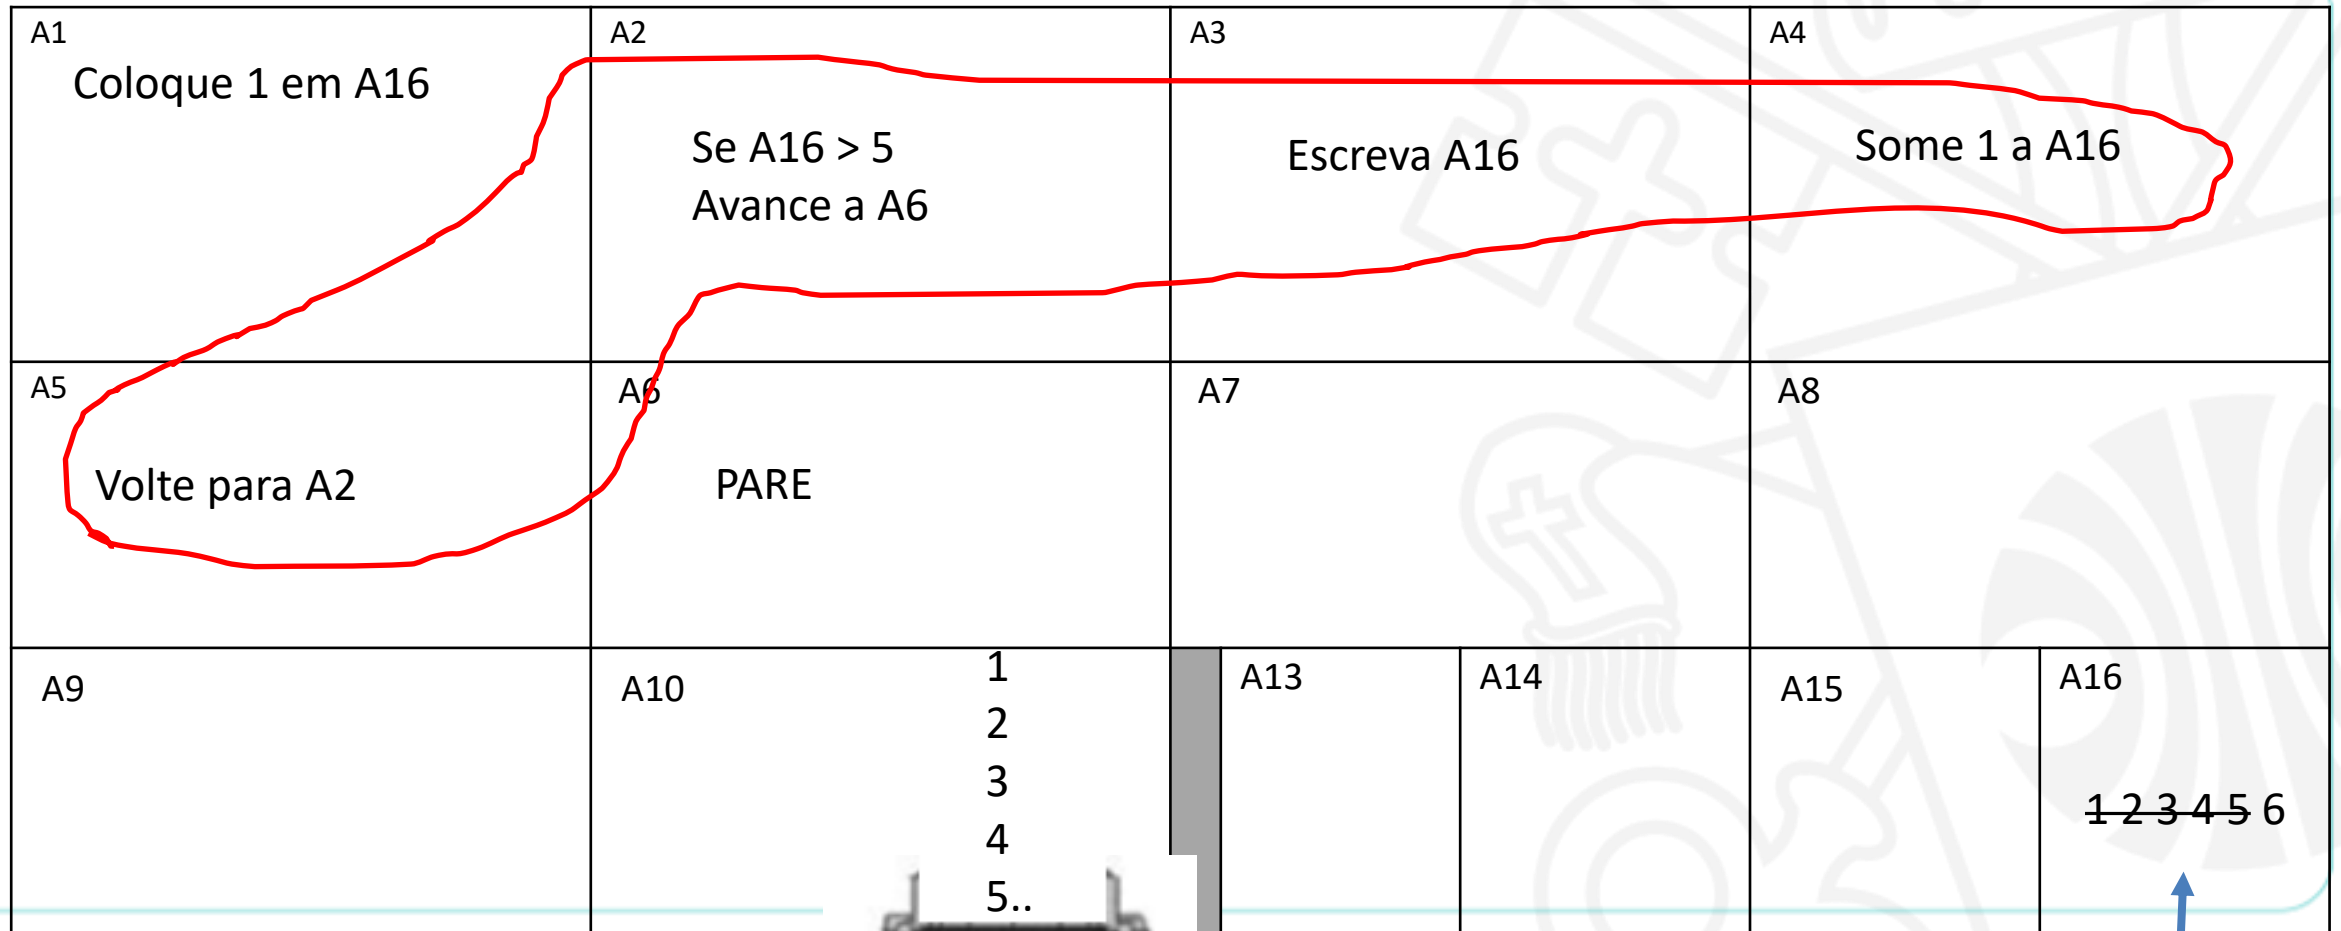 A1
Coloque 1 em A16
A2
Se A16 > 5
Avance a A6
A3
Escreva A16
A4
Some 1 a A16
A5
Volte para A2
A6
PARE
A7
A8
A9
A10
1
2
3
4
5..
A13
A14
A15
A16
1 2 3 4 5 6